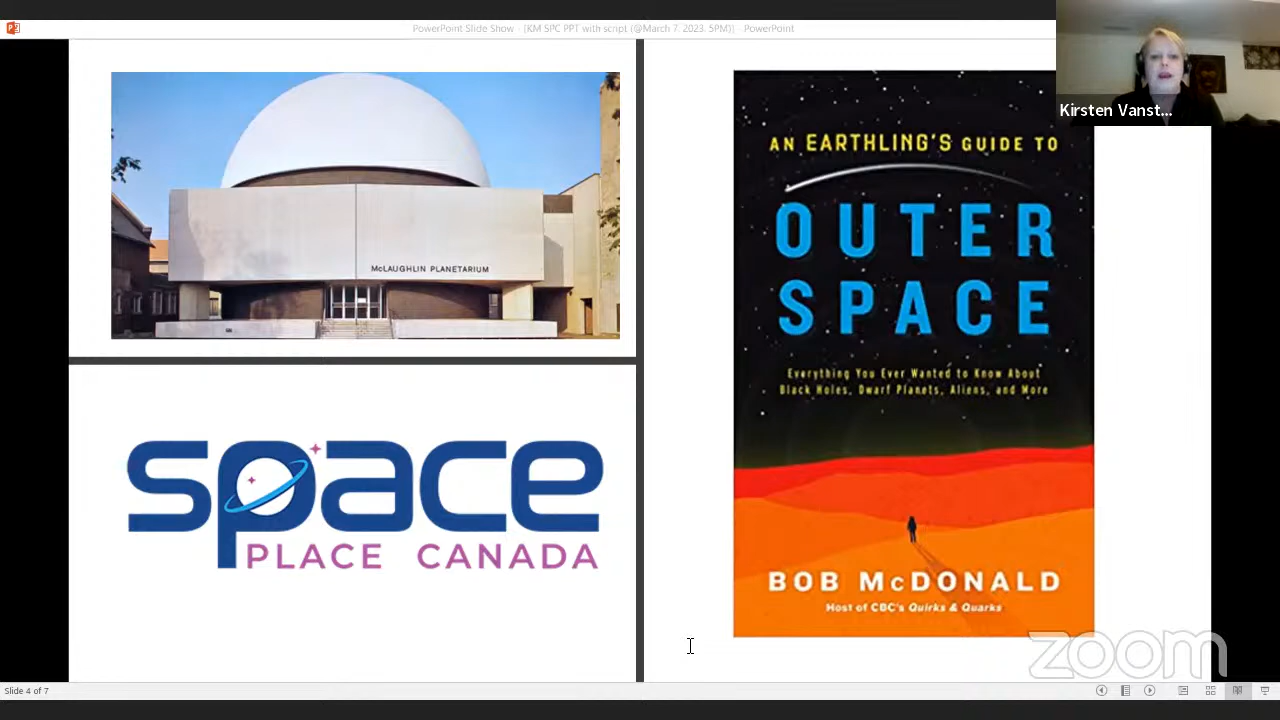 PowerPoint Slide Show - [KM SPC PPT with script (@March 7. 2023. 5PM)] - PowerPoint
Kirsten Vanst...
McLAUGHLIN PLANETARIUM
space
PLACE CANADA
AN EARTHLING'S GUIDE TO
OUTER
SPACE
Everything You Ever Wanted to Know About
Black Holes, Dwarf Planets, Aliens, and More
BOB McDONALD
Host of CBC's Quirks & Quarks
zoom
Slide 4 of 7